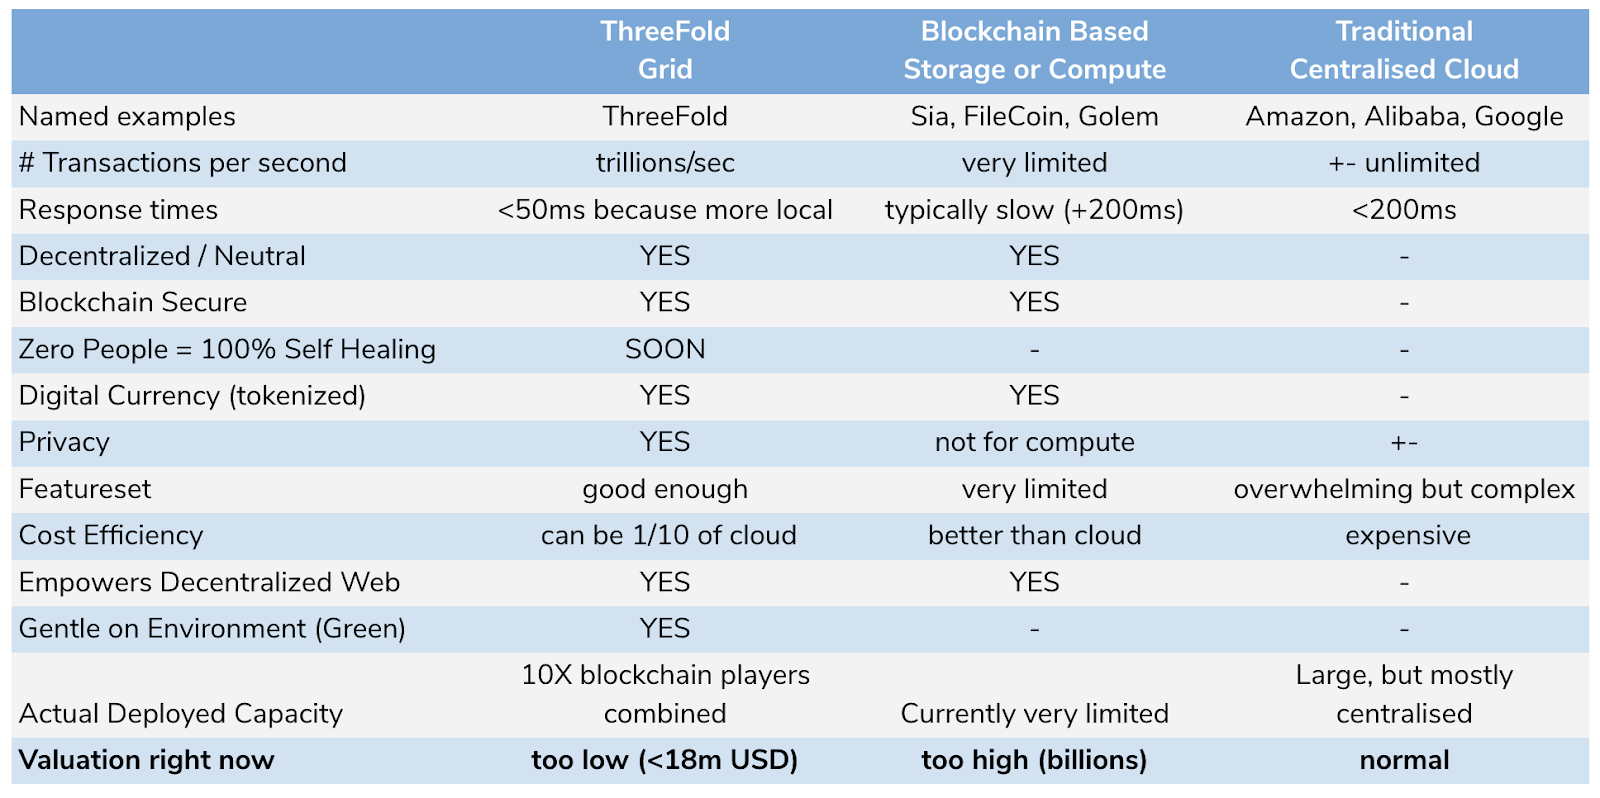 ThreeFold Grid Blockchain Based Storage or Compute Traditional Centralised Cloud
Named examples ThreeFold Sia, FileCoin, Golem Amazon, Alibaba, Google
# Transactions per second trillions/sec very limited +- unlimited
Response times <50ms because more local typically slow (+200ms) <200ms
Decentralized / Neutral YES YES -
Blockchain Secure YES YES -
Zero People = 100% Self Healing SOON - -
Digital Currency (tokenized) YES YES -
Privacy YES not for compute +-
Featureset good enough very limited overwhelming but complex
Cost Efficiency can be 1/10 of cloud better than cloud expensive
Empowers Decentralized Web YES YES -
Gentle on Environment (Green) YES - -
Actual Deployed Capacity 10X blockchain players combined Currently very limited Large, but mostly centralised
Valuation right now too low (<18m USD) too high (billions) normal